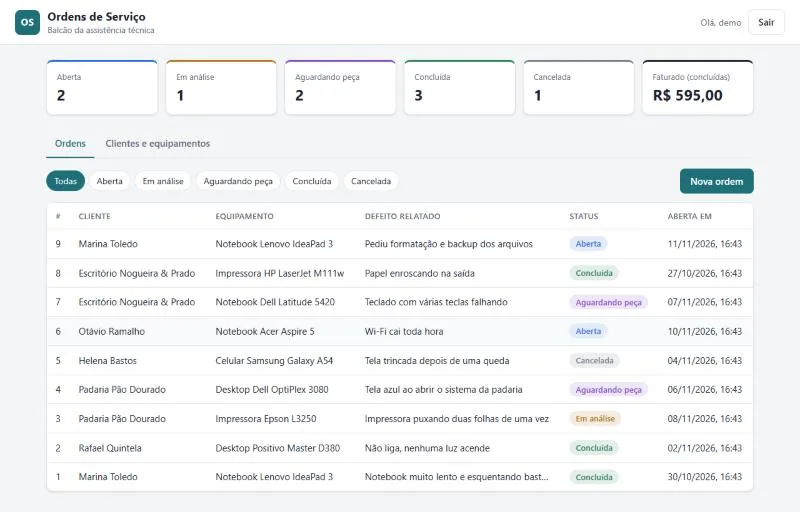 OS
Ordens de Serviço
Balcão da assistência técnica
Olá, demo
Sair
Aberta
2
Em análise
1
Aguardando peça
2
Concluída
3
Cancelada
1
Faturado (concluídas)
R$ 595,00
Ordens Clientes e equipamentos
Todas Aberta Em análise Aguardando peça Concluída Cancelada Nova ordem
# CLIENTE EQUIPAMENTO DEFEITO RELATADO STATUS ABERTA EM
9 Marina Toledo Notebook Lenovo IdeaPad 3 Pediu formatação e backup dos arquivos Aberta 11/11/2026, 16:43
8 Escritório Nogueira & Prado Impressora HP LaserJet M111w Papel enroscando na saída Concluída 27/10/2026, 16:43
7 Escritório Nogueira & Prado Notebook Dell Latitude 5420 Teclado com várias teclas falhando Aguardando peça 07/11/2026, 16:43
6 Otávio Ramalho Notebook Acer Aspire 5 Wi-Fi cai toda hora Aberta 10/11/2026, 16:43
5 Helena Bastos Celular Samsung Galaxy A54 Tela trincada depois de uma queda Cancelada 04/11/2026, 16:43
4 Padaria Pão Dourado Desktop Dell OptiPlex 3080 Tela azul ao abrir o sistema da padaria Aguardando peça 06/11/2026, 16:43
3 Padaria Pão Dourado Impressora Epson L3250 Impressora puxando duas folhas de uma vez Em análise 08/11/2026, 16:43
2 Rafael Quintela Desktop Positivo Master D380 Não liga, nenhuma luz acende Concluída 02/11/2026, 16:43
1 Marina Toledo Notebook Lenovo IdeaPad 3 Notebook muito lento e esquentando bast... Concluída 30/10/2026, 16:43